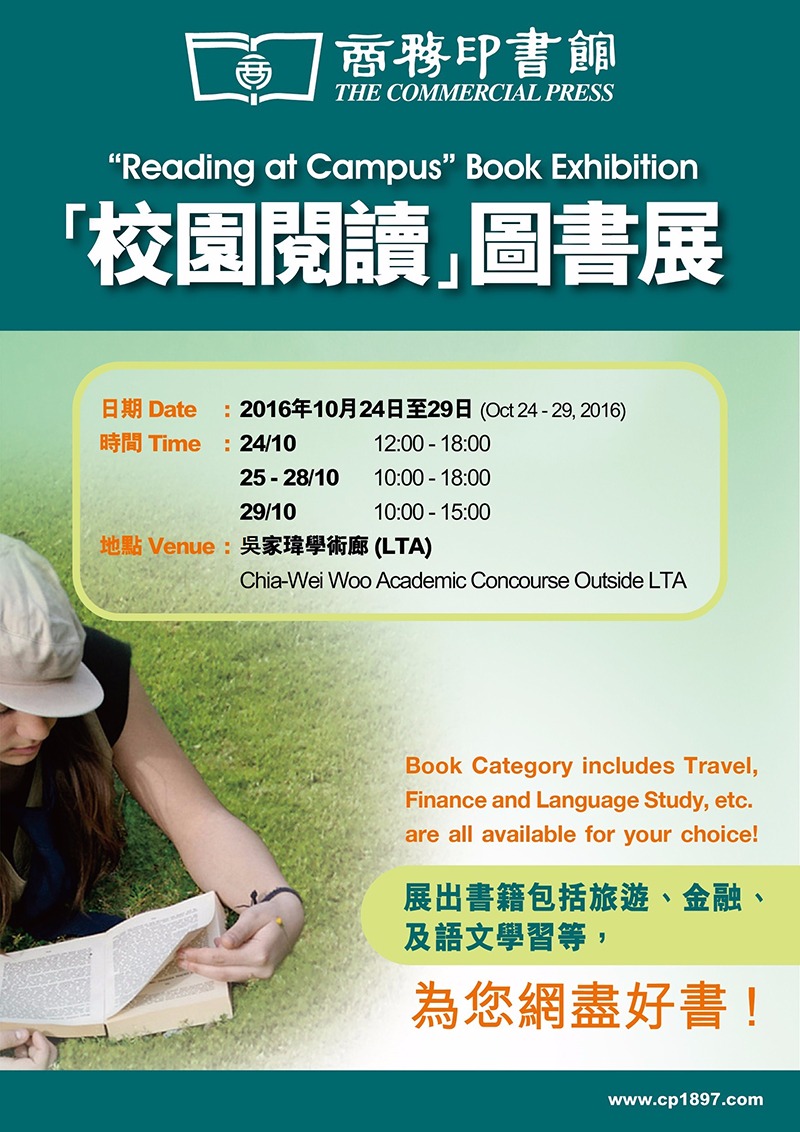 商務印書館
THE COMMERCIAL PRESS
“Reading at Campus” Book Exhibition
「校園閱讀」圖書展
日期 Date : 2016年10月24日至29日 (Oct 24 - 29, 2016)
時間 Time : 24/10 12:00 - 18:00
25 - 28/10 10:00 - 18:00
29/10 10:00 - 15:00
地點 Venue : 吳家瑋學術廊 (LTA)
Chia-Wei Woo Academic Concourse Outside LTA
Book Category includes Travel,
Finance and Language Study, etc.
are all available for your choice!
展出書籍包括旅遊、金融、
及語文學習等，
為您網盡好書！
www.cp1897.com